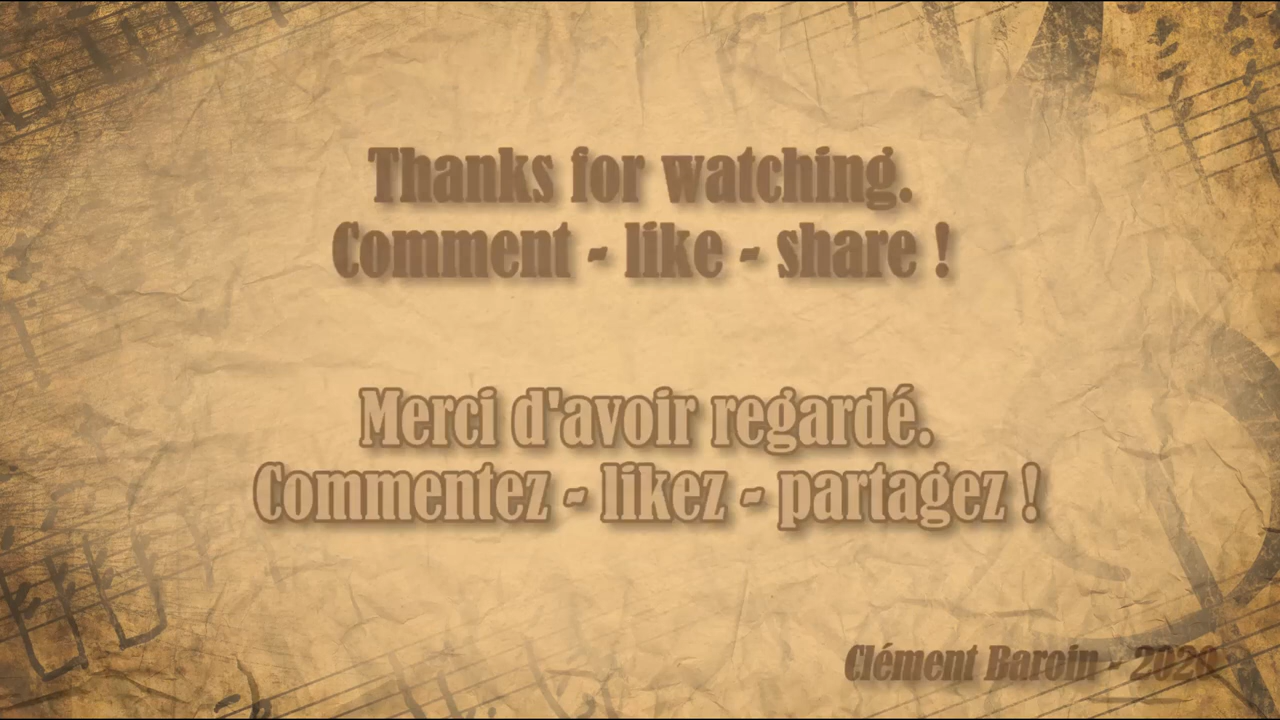 Thanks for watching.
Comment - like - share !
Merci d'avoir regardé.
Commentez - likez - partagez !
Clément Baroin - 2020